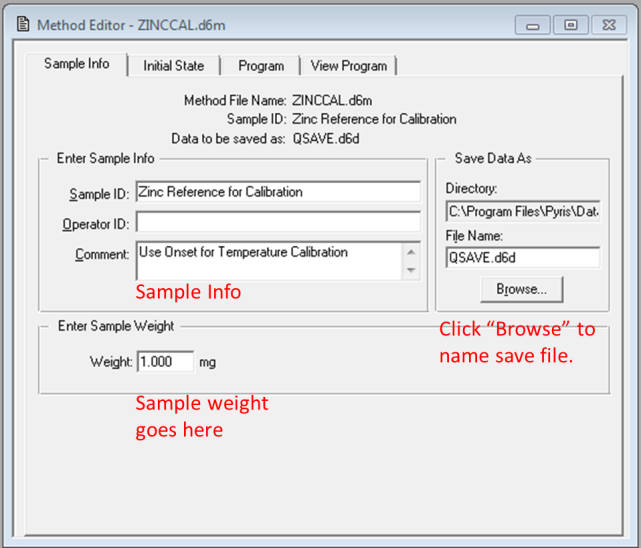 Method Editor - ZINCCAL.d6m
Sample Info
Initial State
Program
View Program
Method File Name: ZINCCAL.d6m
Sample ID: Zinc Reference for Calibration
Data to be saved as: QSAVE.d6d
Enter Sample Info
Sample ID: Zinc Reference for Calibration
Operator ID:
Comment: Use Onset for Temperature Calibration
Sample Info
Save Data As
Directory:
C:\Program Files\Pyris\Data
File Name:
QSAVE.d6d
Browse...
Click “Browse” to
name save file.
Enter Sample Weight
Weight: 1.000 mg
Sample weight
goes here